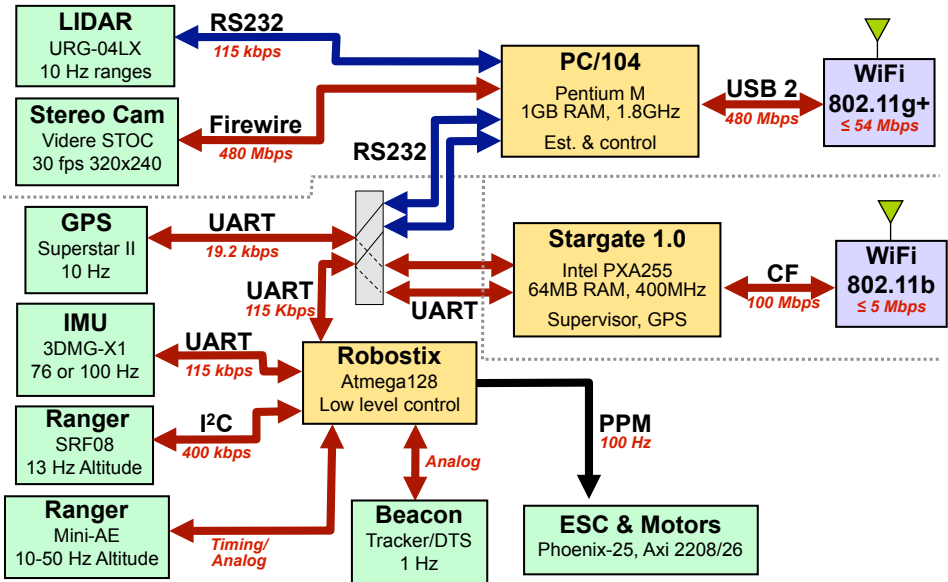 LIDAR
URG-04LX
10 Hz ranges
RS232
115 kbps
Stereo Cam
Videre STOC
30 fps 320x240
Firewire
480 Mbps
RS232
PC/104
Pentium M
1GB RAM, 1.8GHz
Est. & control
USB 2
480 Mbps
WiFi
802.11g+
≤ 54 Mbps
GPS
Superstar II
10 Hz
UART
19.2 kbps
UART
115 Kbps
UART
Stargate 1.0
Intel PXA255
64MB RAM, 400MHz
Supervisor, GPS
CF
100 Mbps
WiFi
802.11b
≤ 5 Mbps
IMU
3DMG-X1
76 or 100 Hz
UART
115 kbps
Robostix
Atmega128
Low level control
Ranger
SRF08
13 Hz Altitude
I²C
400 kbps
PPM
100 Hz
Analog
Ranger
Mini-AE
10-50 Hz Altitude
Timing/
Analog
Beacon
Tracker/DTS
1 Hz
ESC & Motors
Phoenix-25, Axi 2208/26